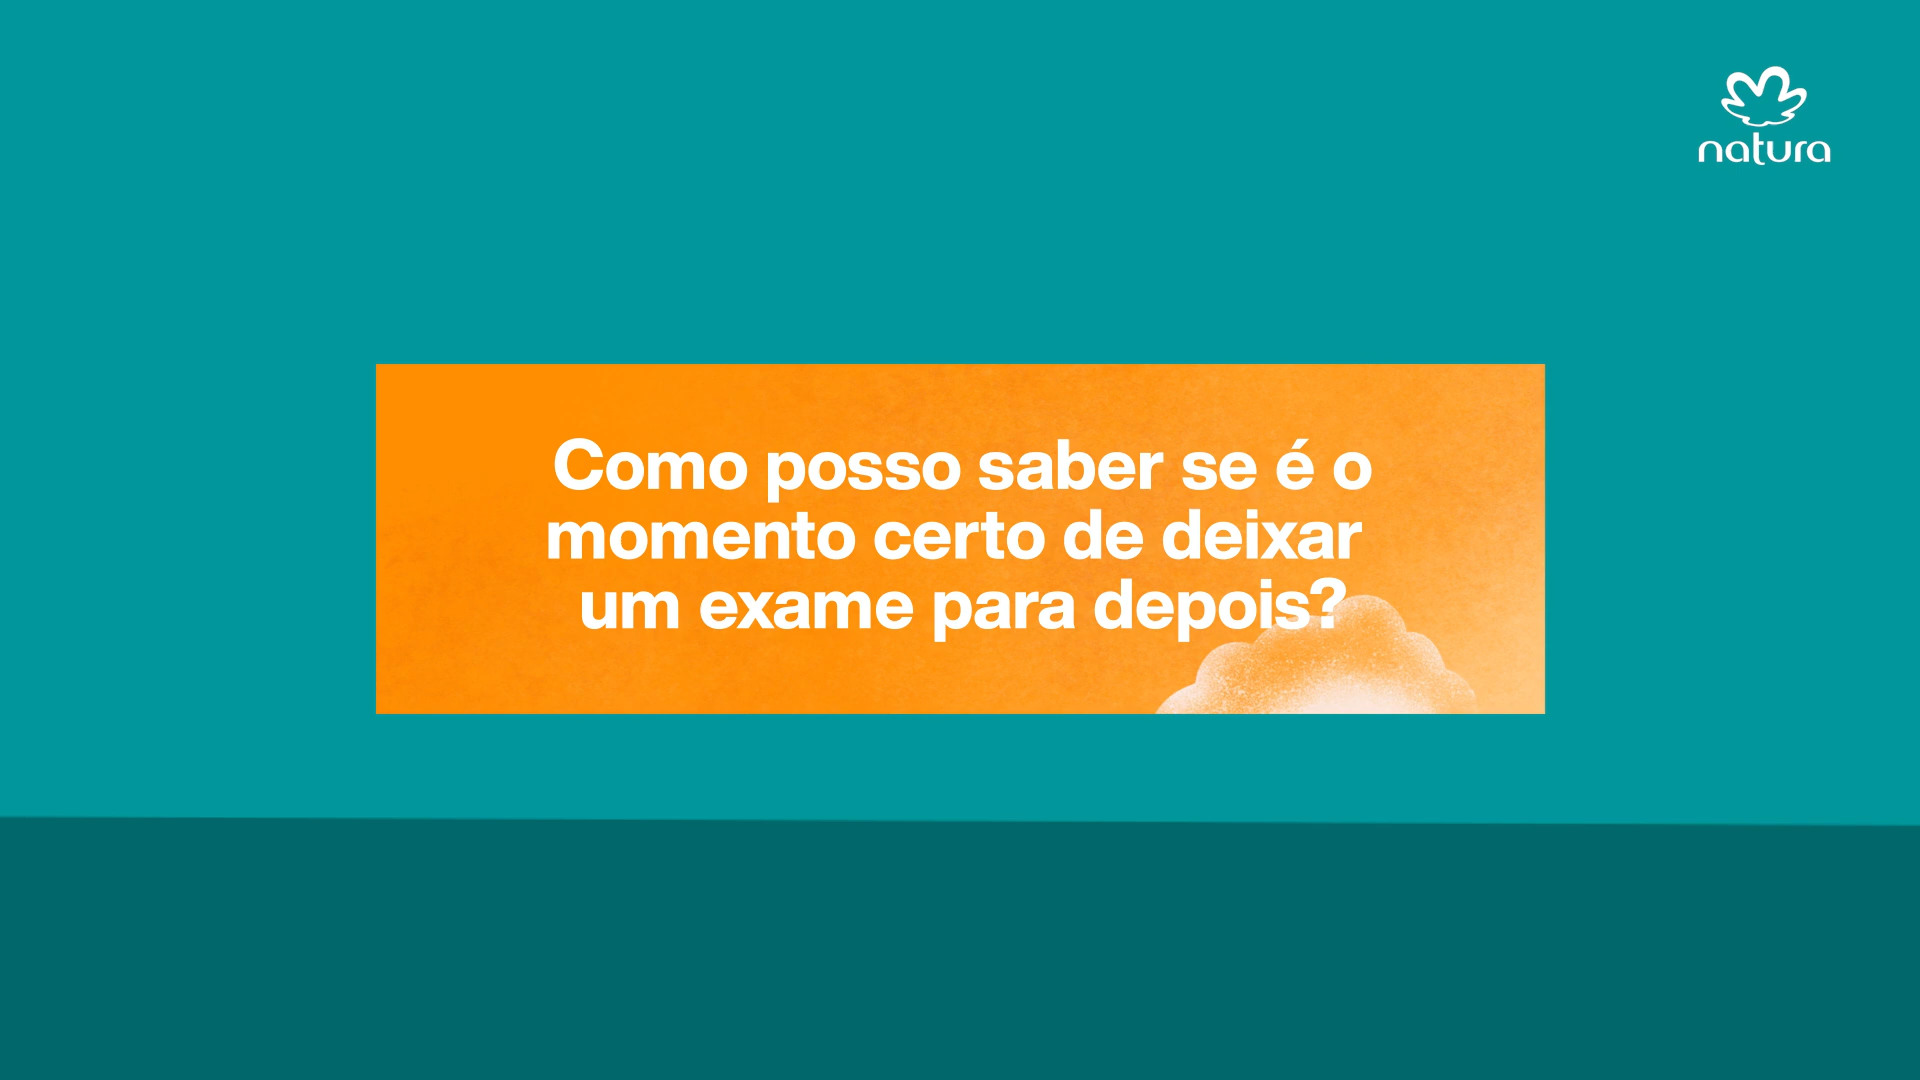 natura
Como posso saber se é o
momento certo de deixar
um exame para depois?